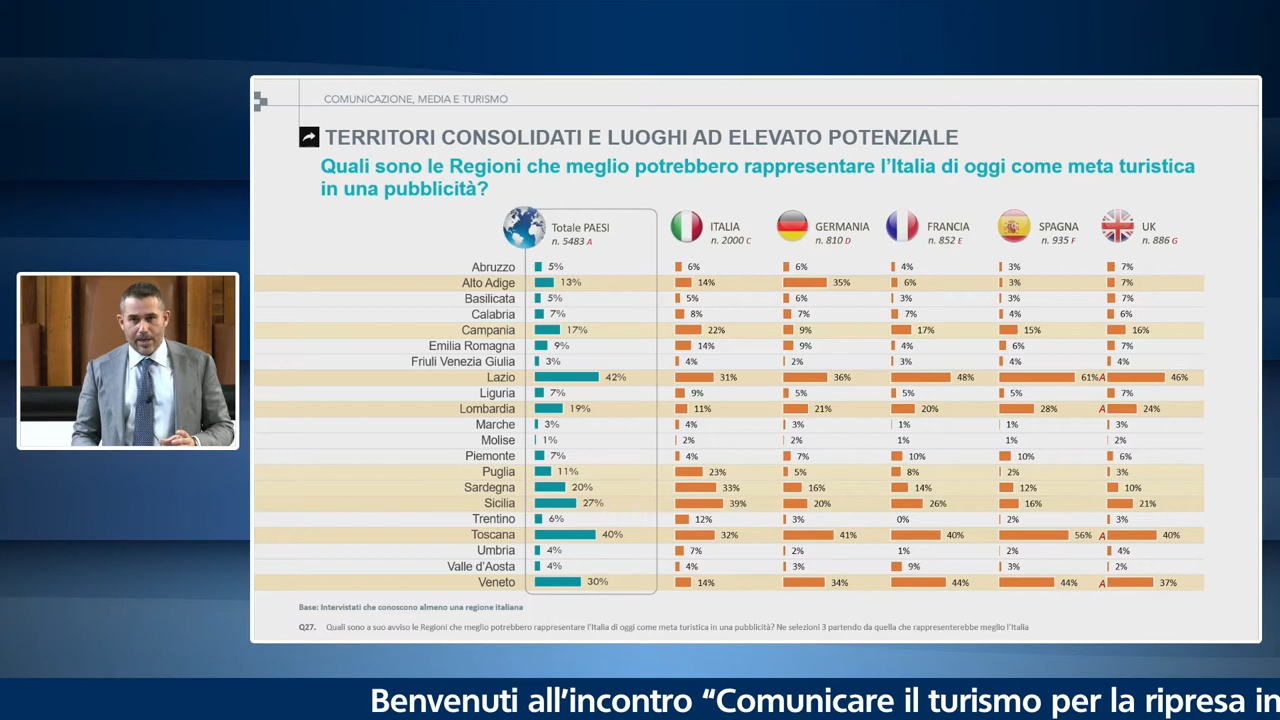 COMUNICAZIONE, MEDIA E TURISMO
TERRITORI CONSOLIDATI E LUOGHI AD ELEVATO POTENZIALE
Quali sono le Regioni che meglio potrebbero rappresentare l'Italia di oggi come meta turistica
in una pubblicità?
Totale PAESI ITALIA GERMANIA FRANCIA SPAGNA UK
n. 5483 A n. 2000 C n. 810 D n. 852 E n. 935 F n. 886 G
Abruzzo 5% 6% 6% 4% 3% 7%
Alto Adige 13% 14% 35% 6% 3% 7%
Basilicata 5% 5% 6% 3% 3% 7%
Calabria 7% 8% 7% 7% 4% 6%
Campania 17% 22% 9% 17% 15% 16%
Emilia Romagna 9% 14% 9% 4% 6% 7%
Friuli Venezia Giulia 3% 4% 2% 3% 4% 4%
Lazio 42% 31% 36% 48% 61% A 46%
Liguria 7% 9% 5% 5% 5% 7%
Lombardia 19% 11% 21% 20% 28% A 24%
Marche 3% 4% 3% 1% 1% 3%
Molise 1% 2% 2% 1% 1% 2%
Piemonte 7% 4% 7% 10% 10% 6%
Puglia 11% 23% 5% 8% 2% 3%
Sardegna 20% 33% 16% 14% 12% 10%
Sicilia 27% 39% 20% 26% 16% 21%
Trentino 6% 12% 3% 0% 2% 3%
Toscana 40% 32% 41% 40% 56% A 40%
Umbria 4% 7% 2% 1% 2% 4%
Valle d'Aosta 4% 4% 3% 9% 3% 2%
Veneto 30% 14% 34% 44% 44% A 37%
Base: Intervistati che conoscono almeno una regione italiana
Q27. Quali sono a suo avviso le Regioni che meglio potrebbero rappresentare l'Italia di oggi come meta turistica in una pubblicità? Ne selezioni 3 partendo da quella che rappresenterebbe meglio l'Italia
Benvenuti all'incontro "Comunicare il turismo per la ripresa in